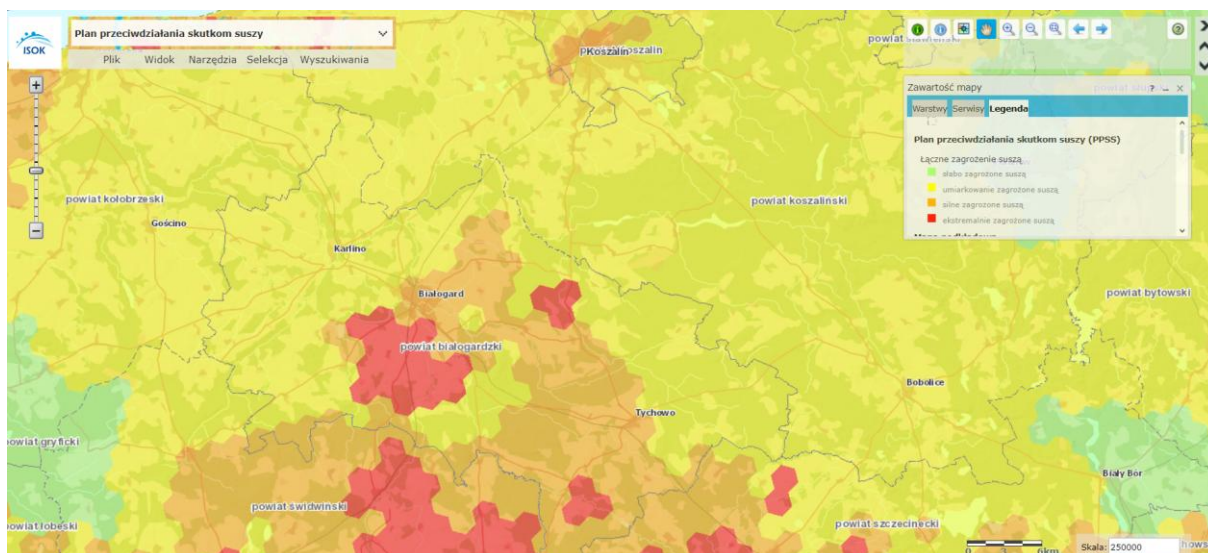 ISOK
Plan przeciwdziałania skutkom suszy
Plik Widok Narzędzia Selekcja Wyszukiwania
Koszalin
Zawartość mapy
Warstwy Serwisy Legenda
Plan przeciwdziałania skutkom suszy (PPSS)
Łączne zagrożenie suszą
słabo zagrożone suszą
umiarkowanie zagrożone suszą
silne zagrożone suszą
ekstremalnie zagrożone suszą
powiat kołobrzeski
powiat koszaliński
Gościno
Karlino
Białogard
powiat bytowski
powiat białogardzki
Bobolice
Tychowo
powiat gryficki
Biały Bór
powiat świdwiński
powiat łobeski
powiat szczecinecki
0 3 6km
Skala: 250000